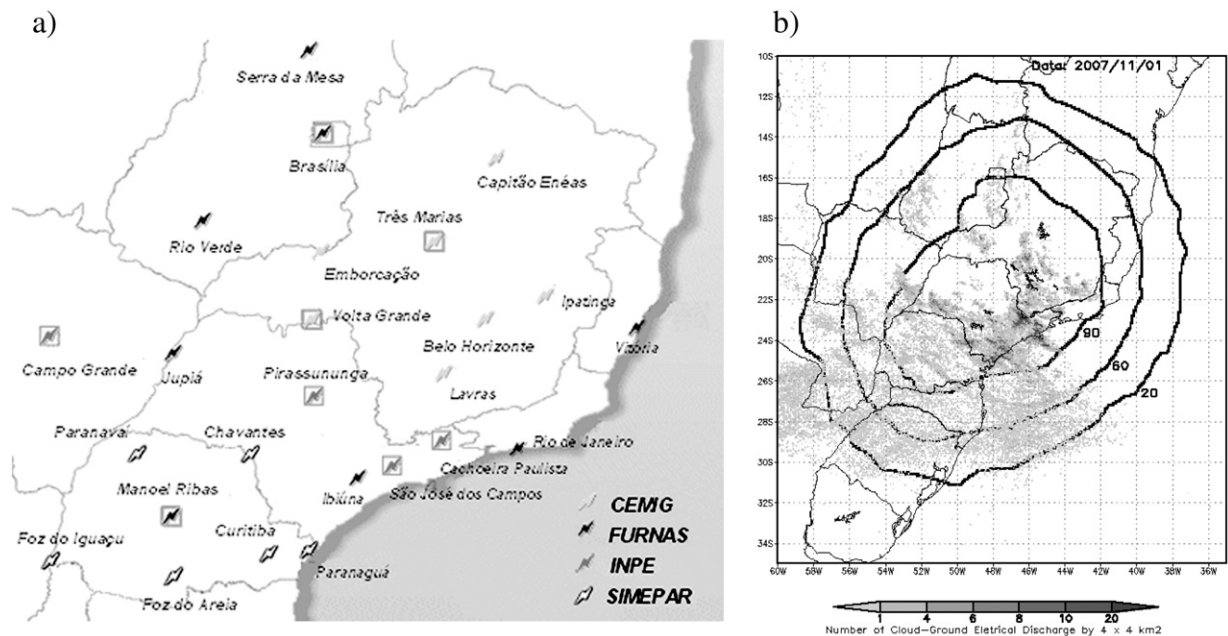 a)
Serra da Mesa
Brasília
Capitão Enéas
Três Marias
Rio Verde
Emborcação
Ipatinga
Volta Grande
Belo Horizonte
Vitória
Campo Grande
Jupiá
Pirassununga
Lavras
Paranavaí
Chavantes
Rio de Janeiro
Cachoeira Paulista
Manoel Ribas
Ibiúna
São José dos Campos
Foz do Iguaçu
Curitiba
Paranaguá
Foz do Areia
CEMIG
FURNAS
INPE
SIMEPAR
b)
Data: 2007/11/01
10S
12S
14S
16S
18S
20S
22S
24S
26S
28S
30S
32S
34S
90
60
20
60W 58W 56W 54W 52W 50W 48W 46W 44W 42W 40W 38W 36W
1 4 6 8 10 20
Number of Cloud-Ground Eletrical Discharge by 4 x 4 km2